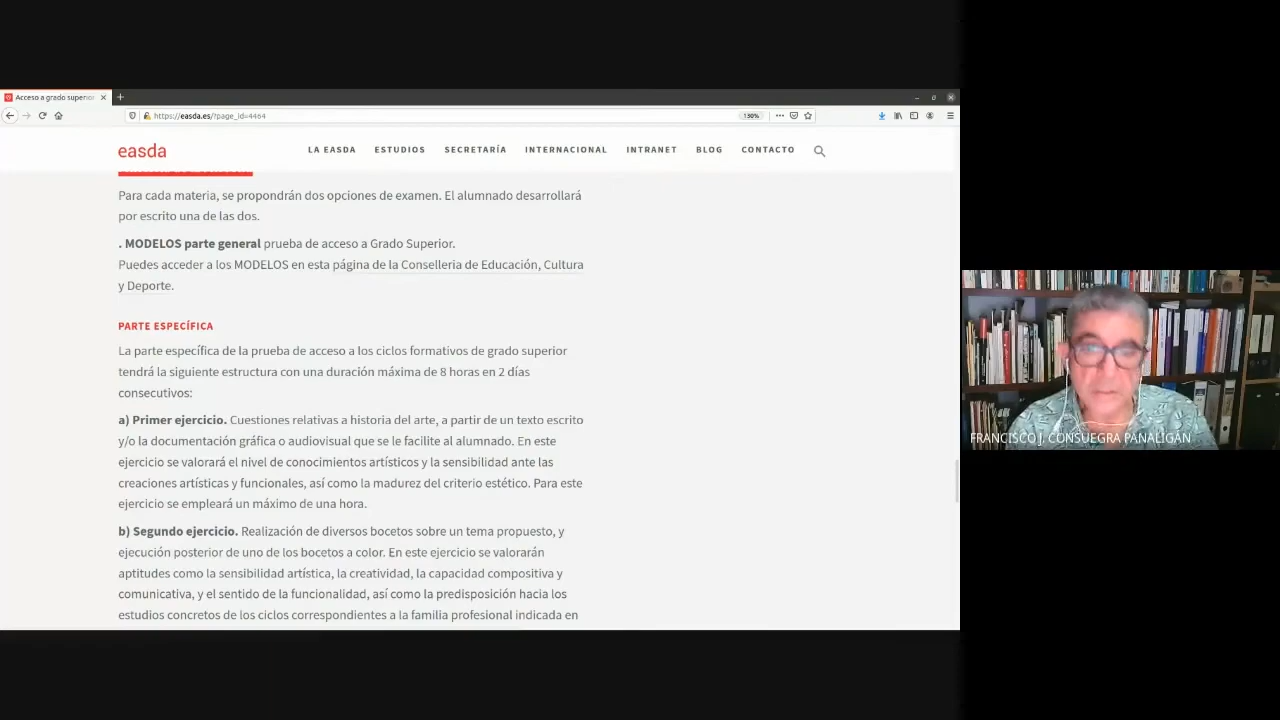 Acceso a grado superior
https://easda.es/?page_id=4464
130%
easda
LA EASDA ESTUDIOS SECRETARÍA INTERNACIONAL INTRANET BLOG CONTACTO
Para cada materia, se propondrán dos opciones de examen. El alumnado desarrollará
por escrito una de las dos.
. MODELOS parte general prueba de acceso a Grado Superior.
Puedes acceder a los MODELOS en esta página de la Conselleria de Educación, Cultura
y Deporte.
PARTE ESPECÍFICA
La parte específica de la prueba de acceso a los ciclos formativos de grado superior
tendrá la siguiente estructura con una duración máxima de 8 horas en 2 días
consecutivos:
a) Primer ejercicio. Cuestiones relativas a historia del arte, a partir de un texto escrito
y/o la documentación gráfica o audiovisual que se le facilite al alumnado. En este
ejercicio se valorará el nivel de conocimientos artísticos y la sensibilidad ante las
creaciones artísticas y funcionales, así como la madurez del criterio estético. Para este
ejercicio se empleará un máximo de una hora.
b) Segundo ejercicio. Realización de diversos bocetos sobre un tema propuesto, y
ejecución posterior de uno de los bocetos a color. En este ejercicio se valorarán
aptitudes como la sensibilidad artística, la creatividad, la capacidad compositiva y
comunicativa, y el sentido de la funcionalidad, así como la predisposición hacia los
estudios concretos de los ciclos correspondientes a la familia profesional indicada en
FRANCISCO J. CONSUEGRA PANALIGÁN